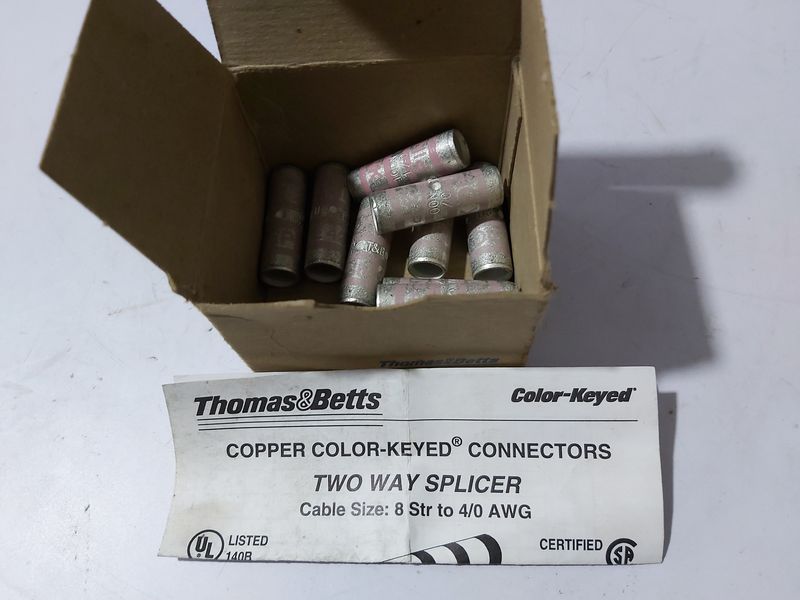 T&B
Thomas&Betts
Thomas&Betts Color-Keyed®
COPPER COLOR-KEYED® CONNECTORS
TWO WAY SPLICER
Cable Size: 8 Str to 4/0 AWG
UL LISTED CERTIFIED SA
140B